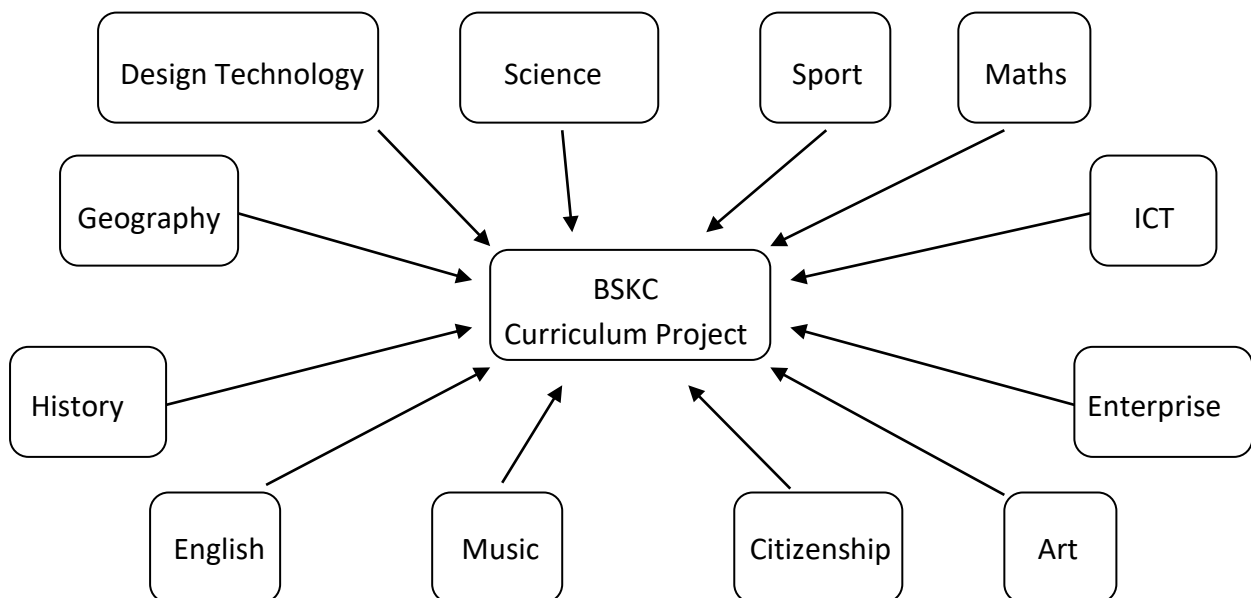 Design Technology
Science
Sport
Maths
Geography
ICT
BSKC
Curriculum Project
History
Enterprise
English
Music
Citizenship
Art